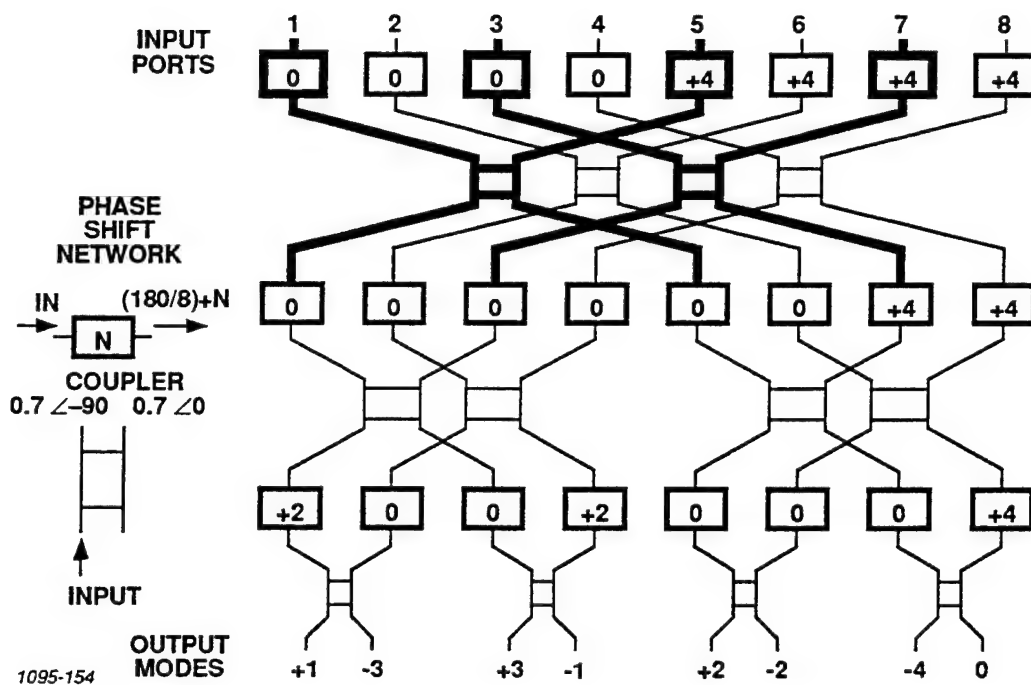 INPUT PORTS
1 2 3 4 5 6 7 8
0 0 0 0 +4 +4 +4 +4
PHASE SHIFT NETWORK
IN (180/8)+N
N
0 0 0 0 0 0 +4 +4
COUPLER
0.7 ∠–90 0.7 ∠0
+2 0 0 +2 0 0 0 +4
INPUT
OUTPUT MODES
+1 -3 +3 -1 +2 -2 -4 0
1095-154